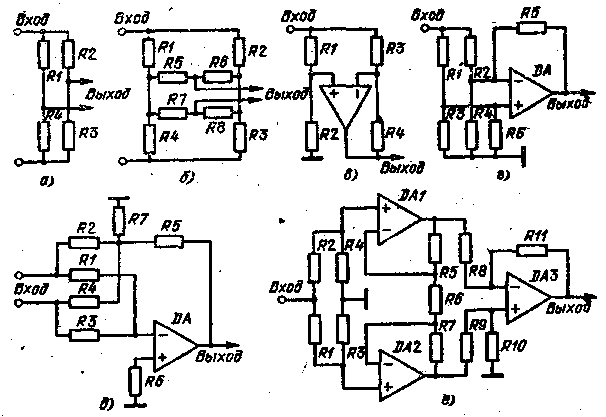 Вход
R1
R2
Выход
R4
R3
а)
Вход
R1
R2
R5
R6
R7
R8
Выход
R4
R3
б)
Вход
R1
R3
R2
R4
Выход
в)
Вход
R5
R1
R2
DA
R3
R4
R6
Выход
г)
R7
R2
R5
R1
Вход
R4
R3
DA
Выход
R6
д)
DA1
R2
R4
R5
R8
R11
Вход
R6
DA3
Выход
R1
R3
R7
R9
R10
DA2
е)